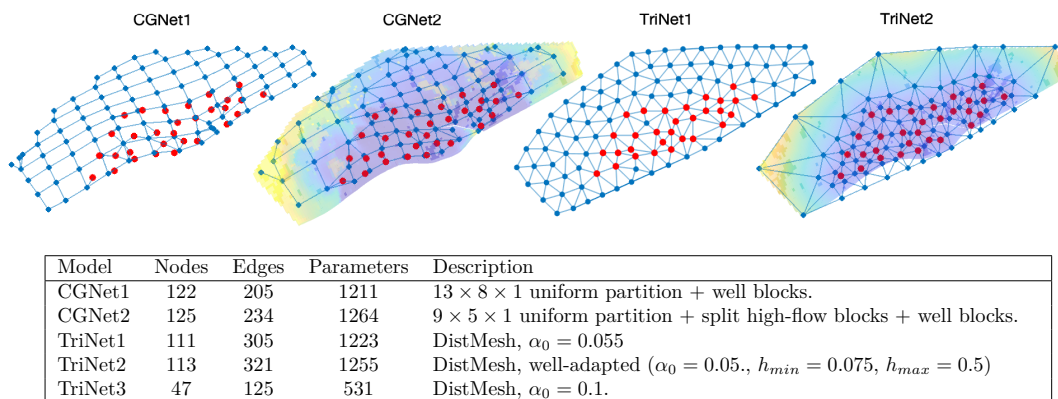 CGNet1 CGNet2 TriNet1 TriNet2
Model Nodes Edges Parameters Description
CGNet1 122 205 1211 13 × 8 × 1 uniform partition + well blocks.
CGNet2 125 234 1264 9 × 5 × 1 uniform partition + split high-flow blocks + well blocks.
TriNet1 111 305 1223 DistMesh, α₀ = 0.055
TriNet2 113 321 1255 DistMesh, well-adapted (α₀ = 0.05., hₘᵢₙ = 0.075, hₘₐₓ = 0.5)
TriNet3 47 125 531 DistMesh, α₀ = 0.1.